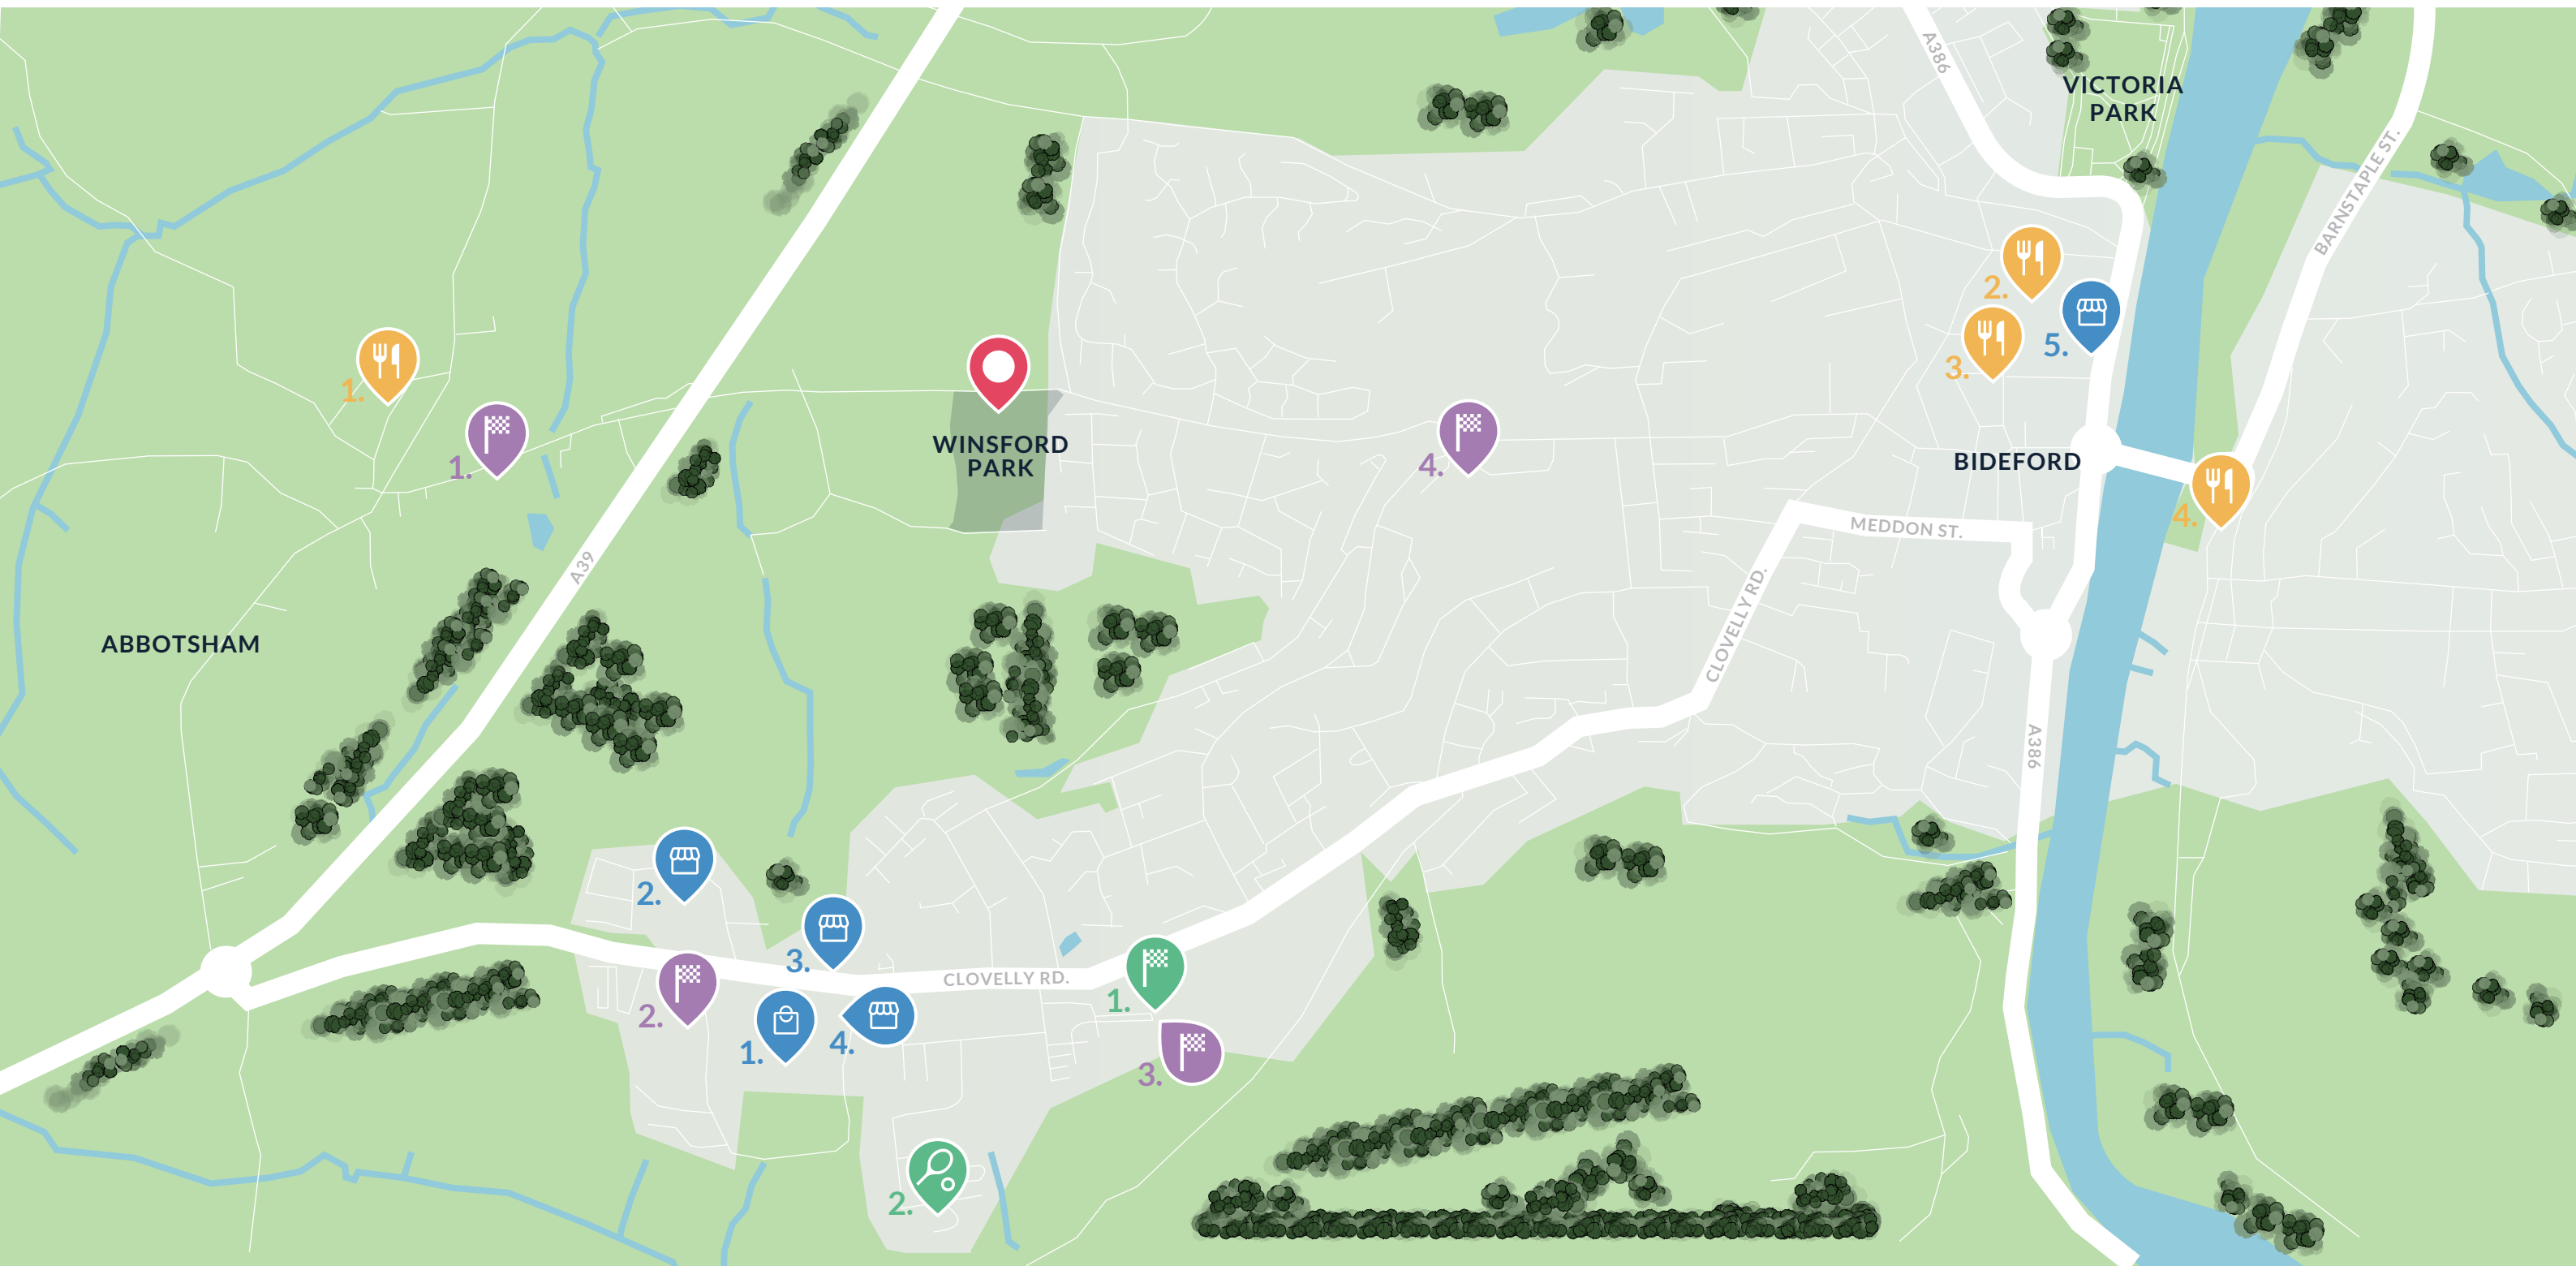 A386
VICTORIA
PARK
BARNSTAPLE ST.
2.
5.
3.
1.
1.
WINSFORD
PARK
4.
BIDEFORD
4.
MEDDON ST.
A39
CLOVELLY RD.
ABBOTSHAM
A386
2.
3.
CLOVELLY RD.
2.
1.
4.
1.
3.
2.